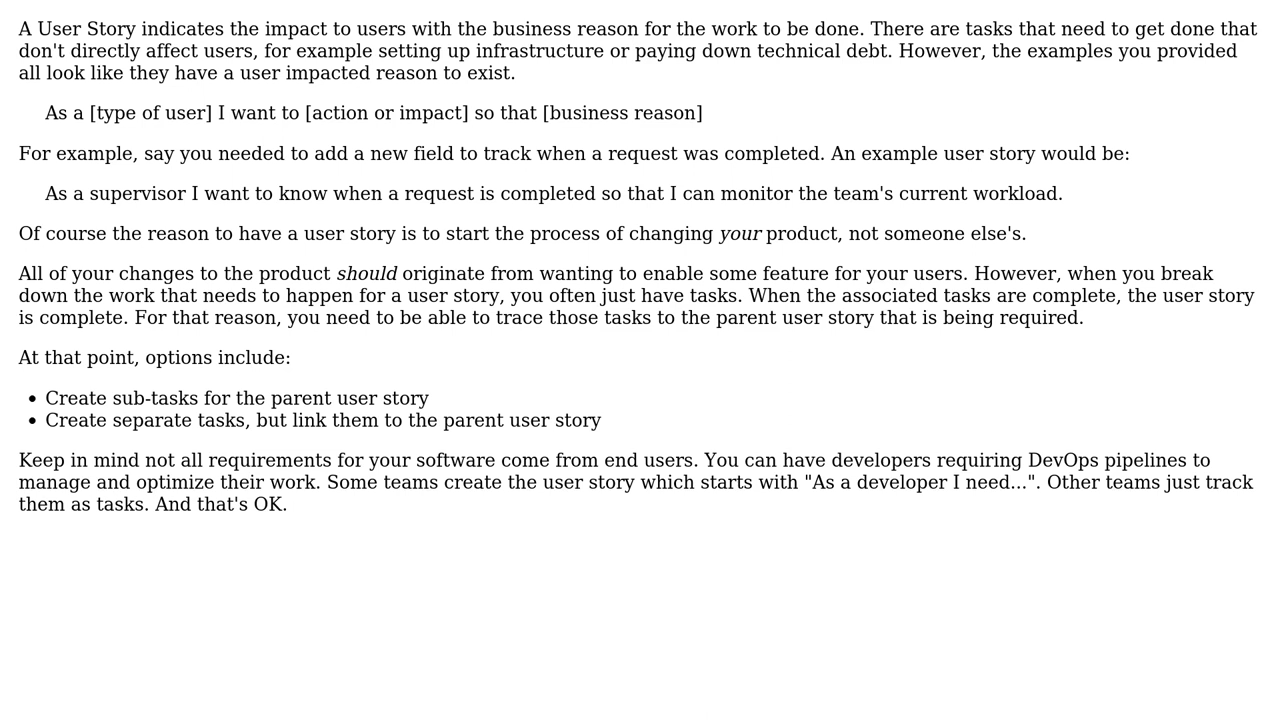 A User Story indicates the impact to users with the business reason for the work to be done. There are tasks that need to get done that
don't directly affect users, for example setting up infrastructure or paying down technical debt. However, the examples you provided
all look like they have a user impacted reason to exist.
As a [type of user] I want to [action or impact] so that [business reason]
For example, say you needed to add a new field to track when a request was completed. An example user story would be:
As a supervisor I want to know when a request is completed so that I can monitor the team's current workload.
Of course the reason to have a user story is to start the process of changing your product, not someone else's.
All of your changes to the product should originate from wanting to enable some feature for your users. However, when you break
down the work that needs to happen for a user story, you often just have tasks. When the associated tasks are complete, the user story
is complete. For that reason, you need to be able to trace those tasks to the parent user story that is being required.
At that point, options include:
• Create sub-tasks for the parent user story
• Create separate tasks, but link them to the parent user story
Keep in mind not all requirements for your software come from end users. You can have developers requiring DevOps pipelines to
manage and optimize their work. Some teams create the user story which starts with "As a developer I need...". Other teams just track
them as tasks. And that's OK.